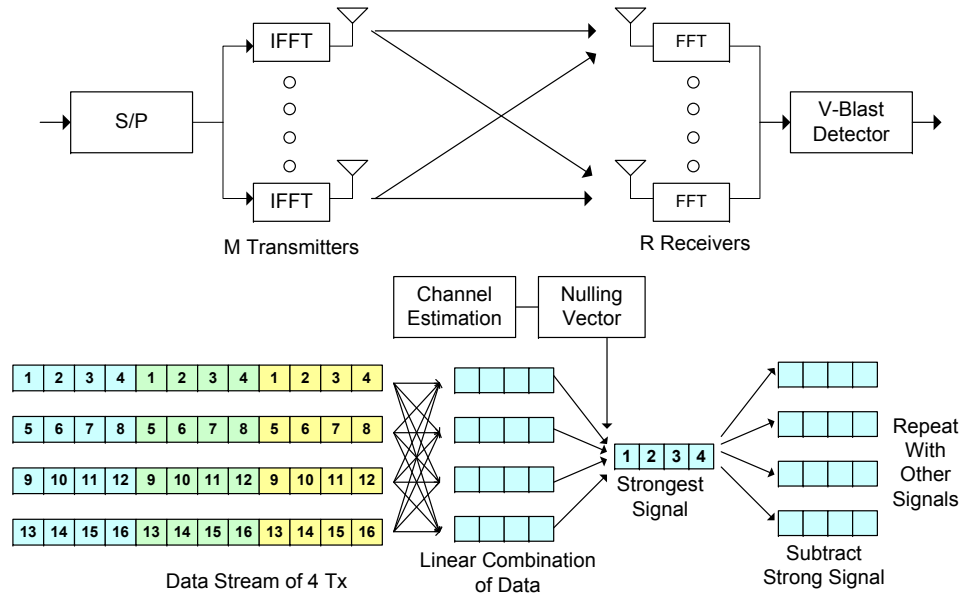 IFFT
FFT
S/P
V-Blast
Detector
IFFT
FFT
M Transmitters
R Receivers
Channel
Estimation
Nulling
Vector
1 2 3 4 1 2 3 4 1 2 3 4
5 6 7 8 5 6 7 8 5 6 7 8
9 10 11 12 9 10 11 12 9 10 11 12
13 14 15 16 13 14 15 16 13 14 15 16
Data Stream of 4 Tx
Linear Combination
of Data
1 2 3 4
Strongest
Signal
Subtract
Strong Signal
Repeat
With
Other
Signals